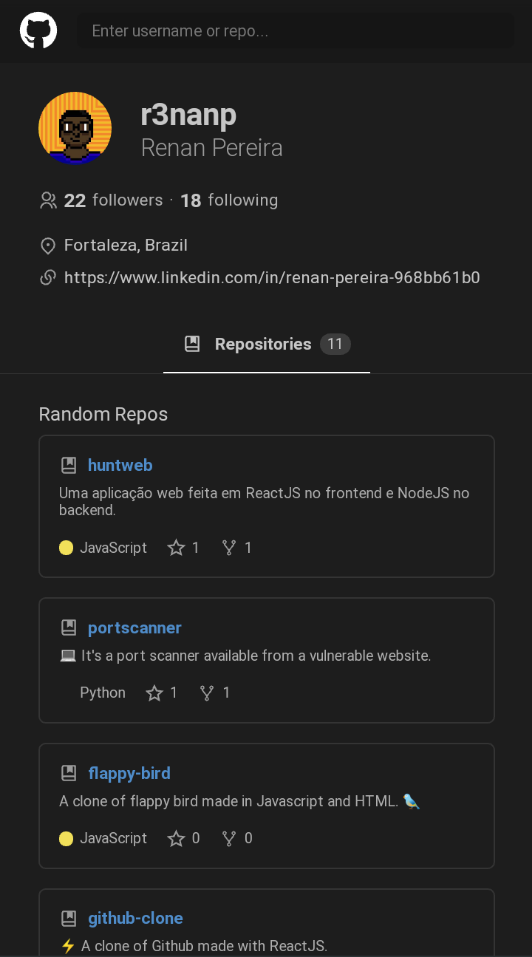 Enter username or repo...
r3nanp
Renan Pereira
22 followers · 18 following
Fortaleza, Brazil
https://www.linkedin.com/in/renan-pereira-968bb61b0
Repositories 11
Random Repos
huntweb
Uma aplicação web feita em ReactJS no frontend e NodeJS no
backend.
JavaScript 1 1
portscanner
💻 It's a port scanner available from a vulnerable website.
Python 1 1
flappy-bird
A clone of flappy bird made in Javascript and HTML. 🐦
JavaScript 0 0
github-clone
⚡ A clone of Github made with ReactJS.